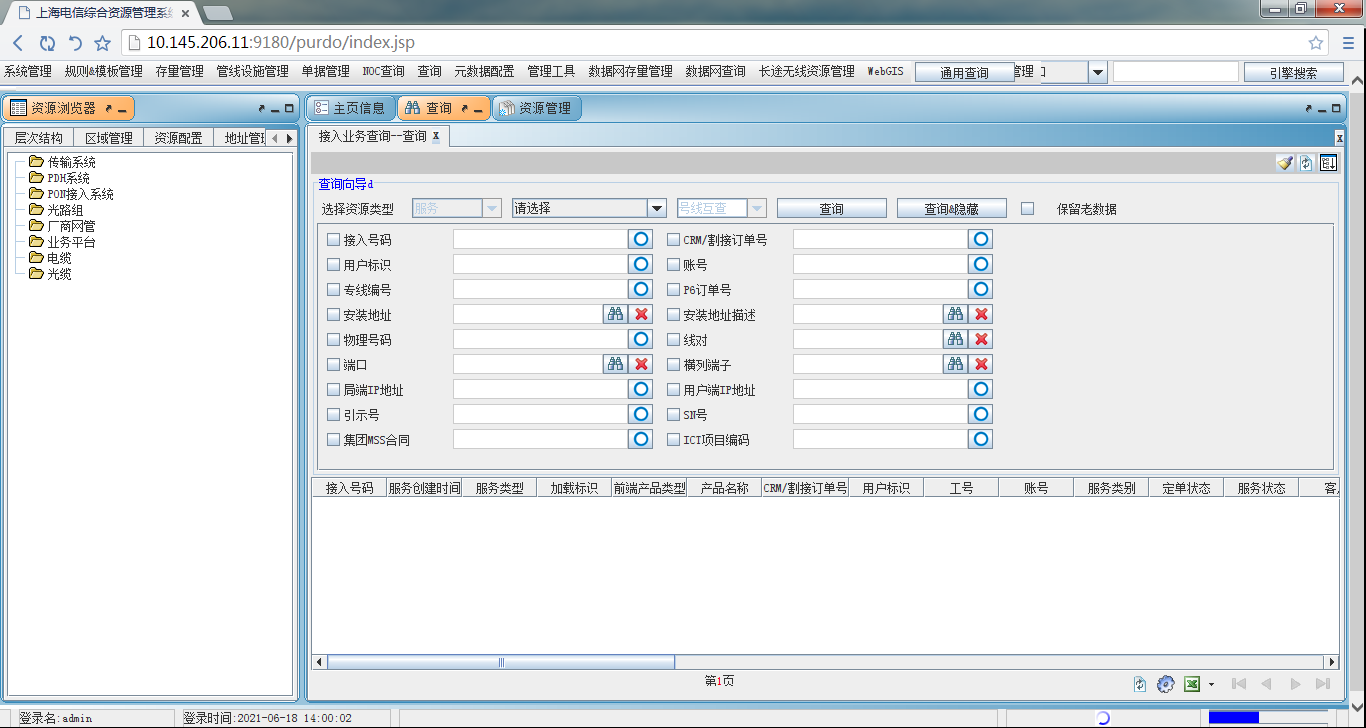 上海电信综合资源管理系
10.145.206.11:9180/purdo/index.jsp
系统管理 规则&模板管理 存量管理 管线设施管理 单据管理 NOC查询 查询 元数据配置 管理工具 数据网存量管理 数据网查询 长途无线资源管理 WebGIS 通用查询 管理 引擎搜索
资源浏览器 主页信息 查询 资源管理
层次结构 区域管理 资源配置 地址管理
接入业务查询--查询 x
传输系统
PDH系统
PON接入系统
光路组
厂商网管
业务平台
电缆
光缆
查询向导d
选择资源类型 服务 请选择 号线互查 查询 查询&隐藏 保留老数据
接入号码 CRM/割接订单号
用户标识 账号
专线编号 P6订单号
安装地址 安装地址描述
物理号码 线对
端口 横列端子
局端IP地址 用户端IP地址
引示号 SN号
集团MSS合同 ICT项目编码
接入号码 服务创建时间 服务类型 加载标识 前端产品类型 产品名称 CRM/割接订单号 用户标识 工号 账号 服务类别 定单状态 服务状态 客
第1页
登录名:admin 登录时间:2021-06-18 14:00:02